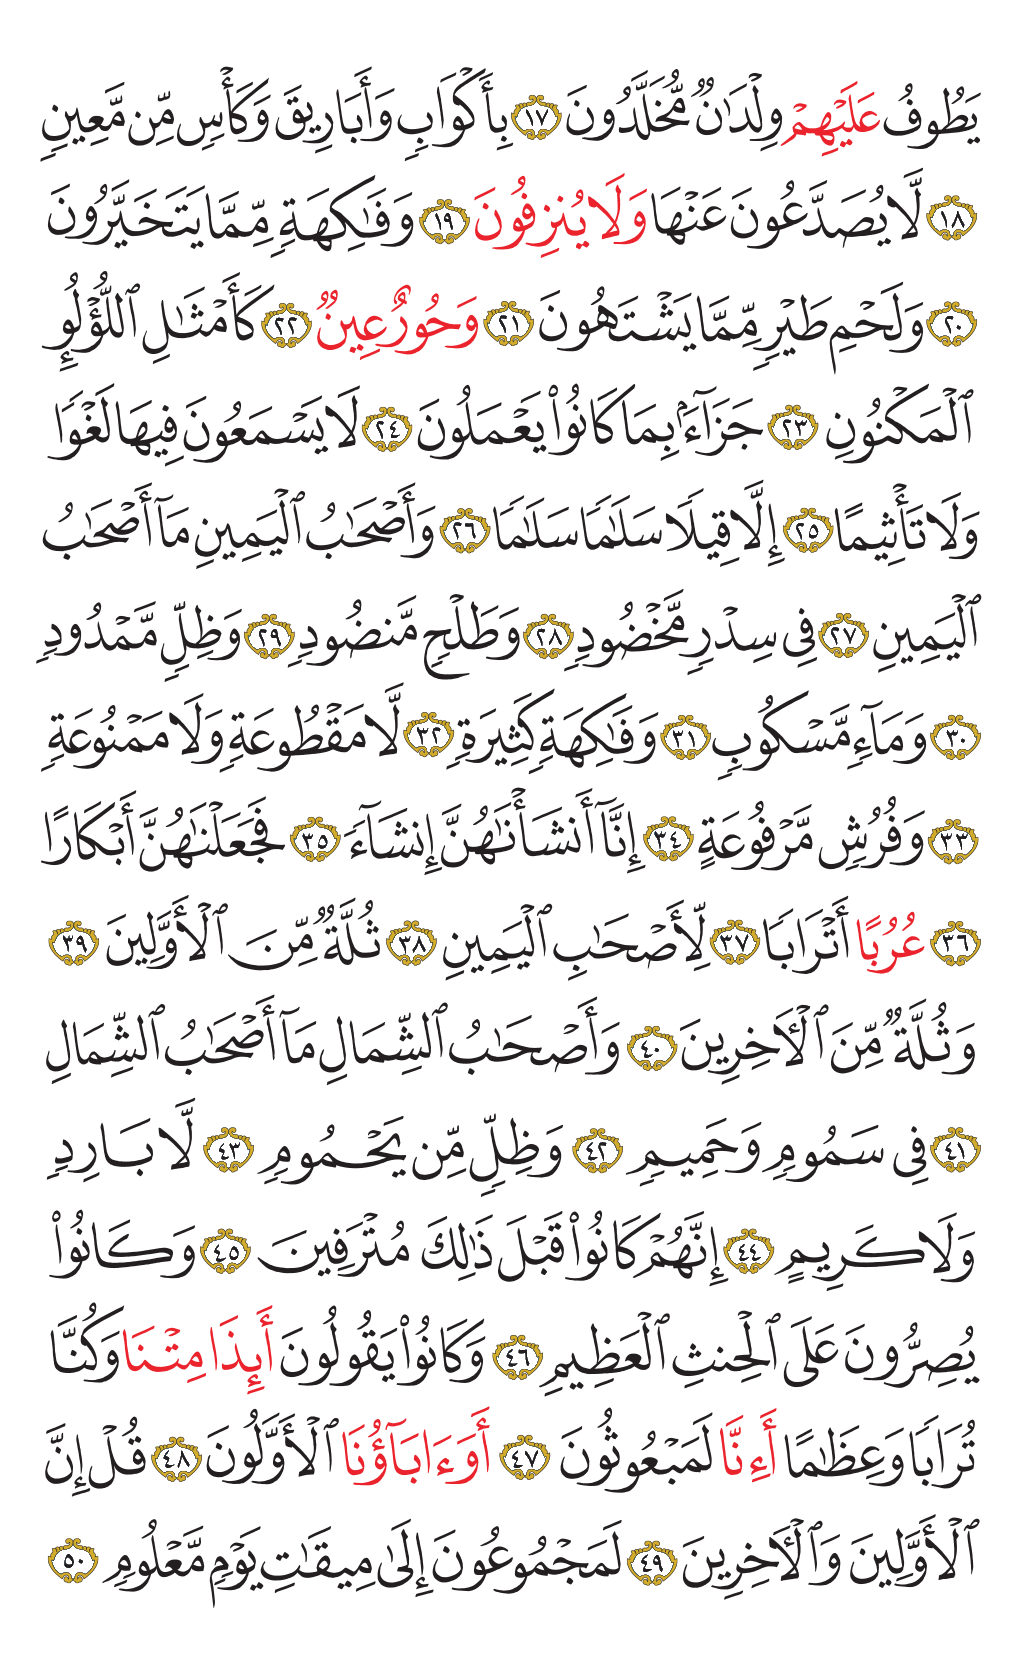 يَطُوفُ عَلَيْهِمْ وِلْدَٰنٌ مُّخَلَّدُونَ ١٧ بِأَكْوَابٍ وَأَبَارِيقَ وَكَأْسٍ مِّن مَّعِينٍ
١٨ لَّا يُصَدَّعُونَ عَنْهَا وَلَا يُنزِفُونَ ١٩ وَفَٰكِهَةٍ مِّمَّا يَتَخَيَّرُونَ
٢٠ وَلَحْمِ طَيْرٍ مِّمَّا يَشْتَهُونَ ٢١ وَحُورٌ عِينٌ ٢٢ كَأَمْثَٰلِ اللُّؤْلُؤِ
ٱلْمَكْنُونِ ٢٣ جَزَآءَۢ بِمَا كَانُوا۟ يَعْمَلُونَ ٢٤ لَا يَسْمَعُونَ فِيهَا لَغْوًا
وَلَا تَأْثِيمًا ٢٥ إِلَّا قِيلًا سَلَٰمًا سَلَٰمًا ٢٦ وَأَصْحَٰبُ ٱلْيَمِينِ مَآ أَصْحَٰبُ
ٱلْيَمِينِ ٢٧ فِى سِدْرٍ مَّخْضُودٍ ٢٨ وَطَلْحٍ مَّنضُودٍ ٢٩ وَظِلٍّ مَّمْدُودٍ
٣٠ وَمَآءٍ مَّسْكُوبٍ ٣١ وَفَٰكِهَةٍ كَثِيرَةٍ ٣٢ لَّا مَقْطُوعَةٍ وَلَا مَمْنُوعَةٍ
٣٣ وَفُرُشٍ مَّرْفُوعَةٍ ٣٤ إِنَّآ أَنشَأْنَٰهُنَّ إِنشَآءً ٣٥ فَجَعَلْنَٰهُنَّ أَبْكَارًا
٣٦ عُرُبًا أَتْرَابًا ٣٧ لِّأَصْحَٰبِ ٱلْيَمِينِ ٣٨ ثُلَّةٌ مِّنَ ٱلْأَوَّلِينَ ٣٩
وَثُلَّةٌ مِّنَ ٱلْـَٔاخِرِينَ ٤٠ وَأَصْحَٰبُ ٱلشِّمَالِ مَآ أَصْحَٰبُ ٱلشِّمَالِ
٤١ فِى سَمُومٍ وَحَمِيمٍ ٤٢ وَظِلٍّ مِّن يَحْمُومٍ ٤٣ لَّا بَارِدٍ
وَلَا كَرِيمٍ ٤٤ إِنَّهُمْ كَانُوا۟ قَبْلَ ذَٰلِكَ مُتْرَفِينَ ٤٥ وَكَانُوا۟
يُصِرُّونَ عَلَى ٱلْحِنثِ ٱلْعَظِيمِ ٤٦ وَكَانُوا۟ يَقُولُونَ أَيِٕذَا مِتْنَا وَكُنَّا
تُرَابًا وَعِظَٰمًا أَءِنَّا لَمَبْعُوثُونَ ٤٧ أَوَءَابَآؤُنَا ٱلْأَوَّلُونَ ٤٨ قُلْ إِنَّ
ٱلْأَوَّلِينَ وَٱلْـَٔاخِرِينَ ٤٩ لَمَجْمُوعُونَ إِلَىٰ مِيقَٰتِ يَوْمٍ مَّعْلُومٍ ٥٠